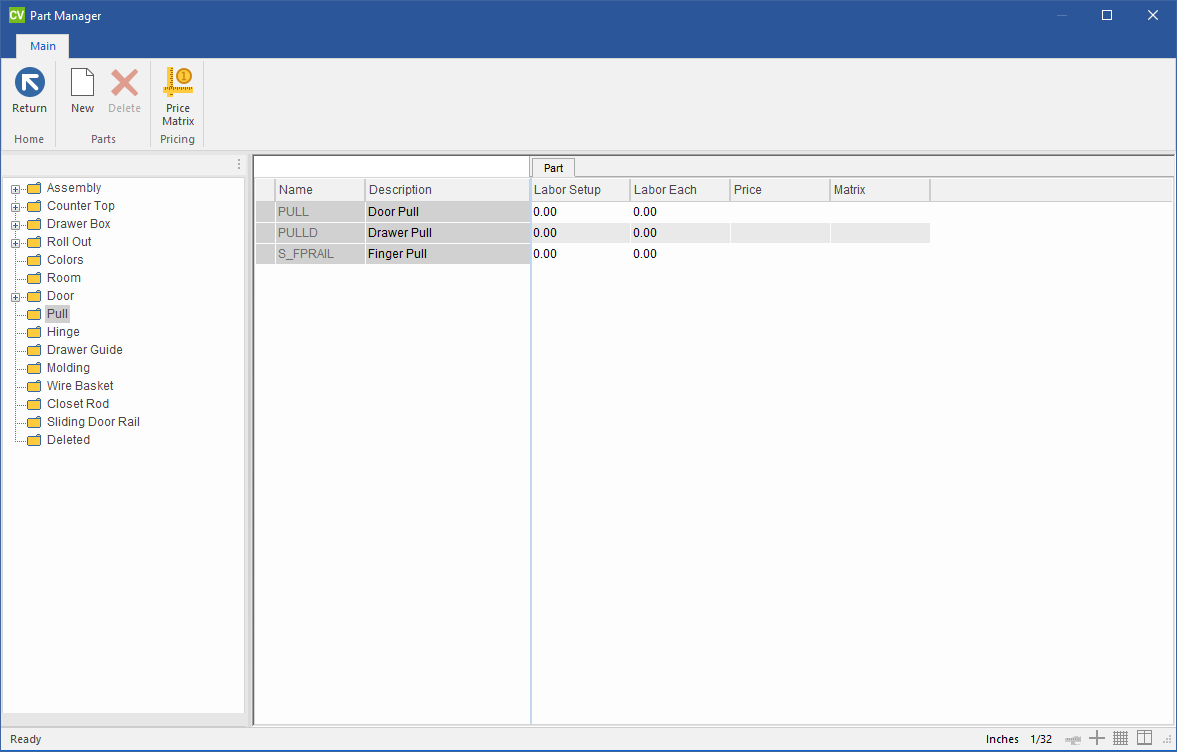 CV Part Manager
Main
Return New Delete Price Matrix
Home Parts Pricing
Assembly
Counter Top
Drawer Box
Roll Out
Colors
Room
Door
Pull
Hinge
Drawer Guide
Molding
Wire Basket
Closet Rod
Sliding Door Rail
Deleted
Part
Name Description Labor Setup Labor Each Price Matrix
PULL Door Pull 0.00 0.00
PULLD Drawer Pull 0.00 0.00
S_FPRAIL Finger Pull 0.00 0.00
Ready Inches 1/32